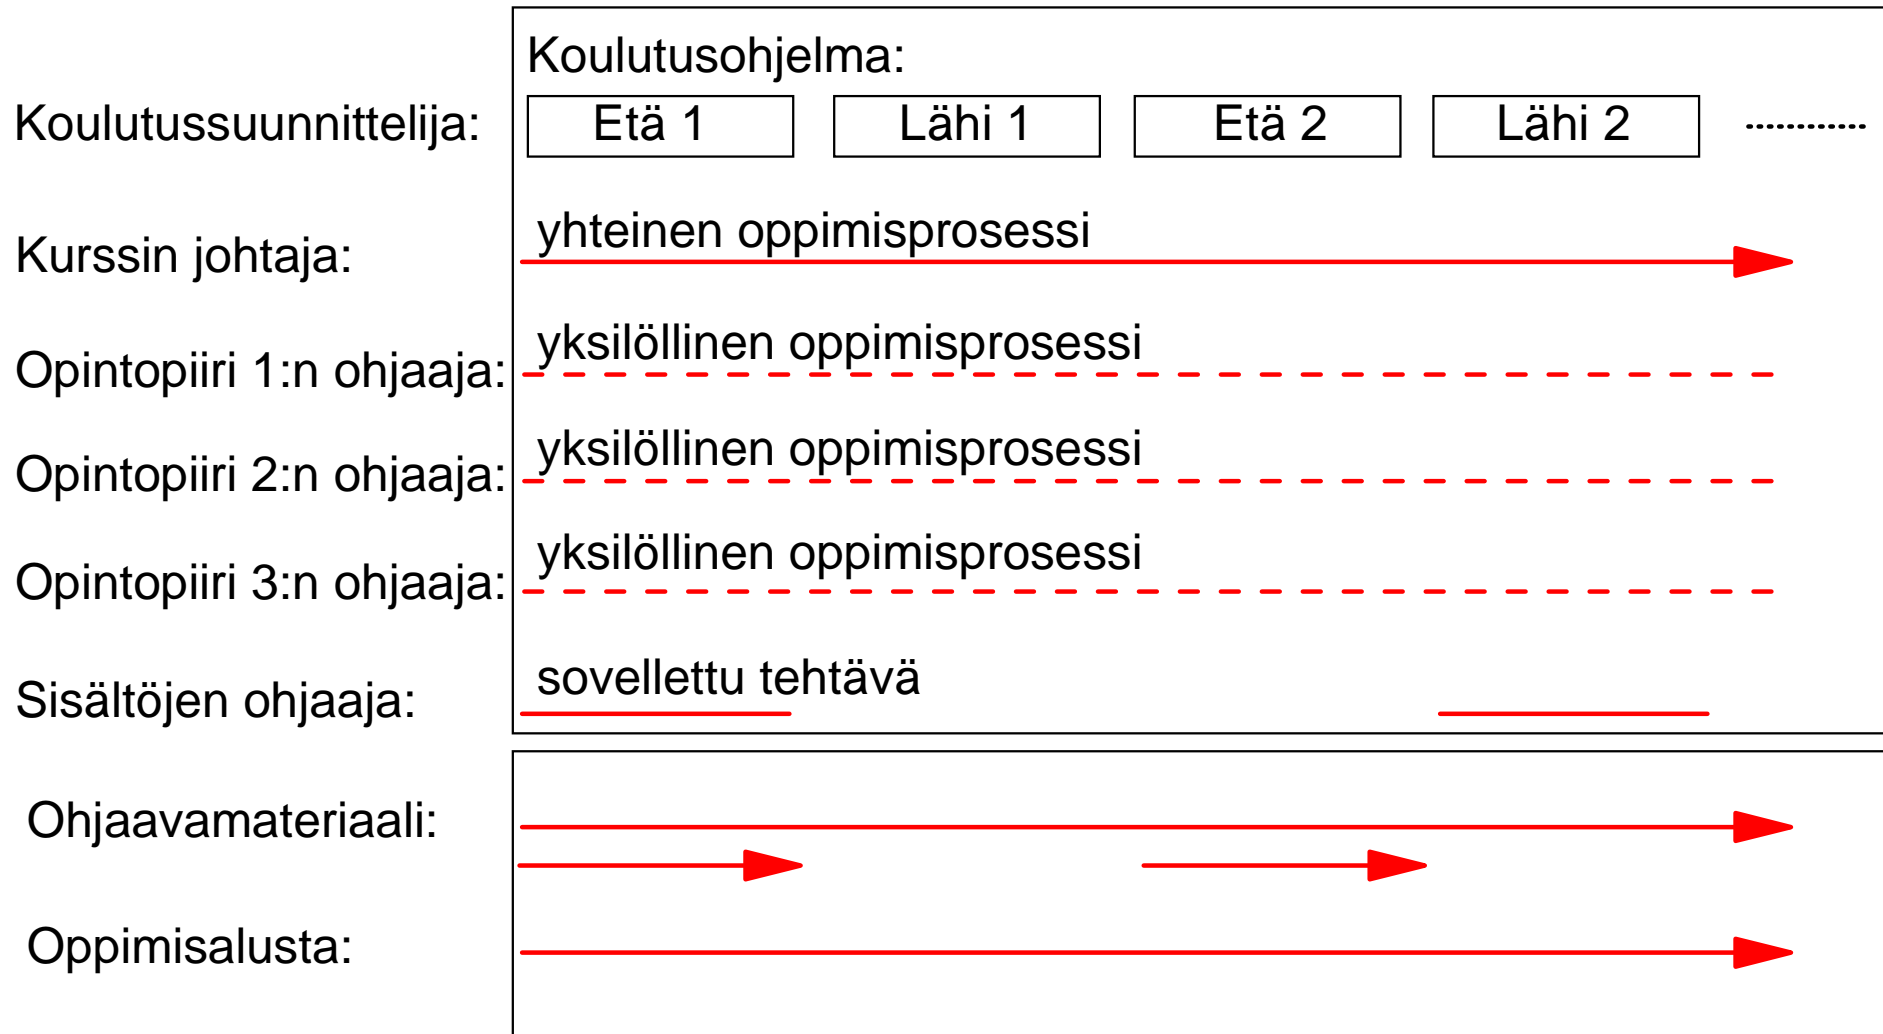 Koulutusohjelma:
Koulutussuunnittelija: Etä 1 Lähi 1 Etä 2 Lähi 2
yhteinen oppimisprosessi
Kurssin johtaja:
yksilöllinen oppimisprosessi
Opintopiiri 1:n ohjaaja:
yksilöllinen oppimisprosessi
Opintopiiri 2:n ohjaaja:
yksilöllinen oppimisprosessi
Opintopiiri 3:n ohjaaja:
sovellettu tehtävä
Sisältöjen ohjaaja:
Ohjaavamateriaali:
Oppimisalusta: